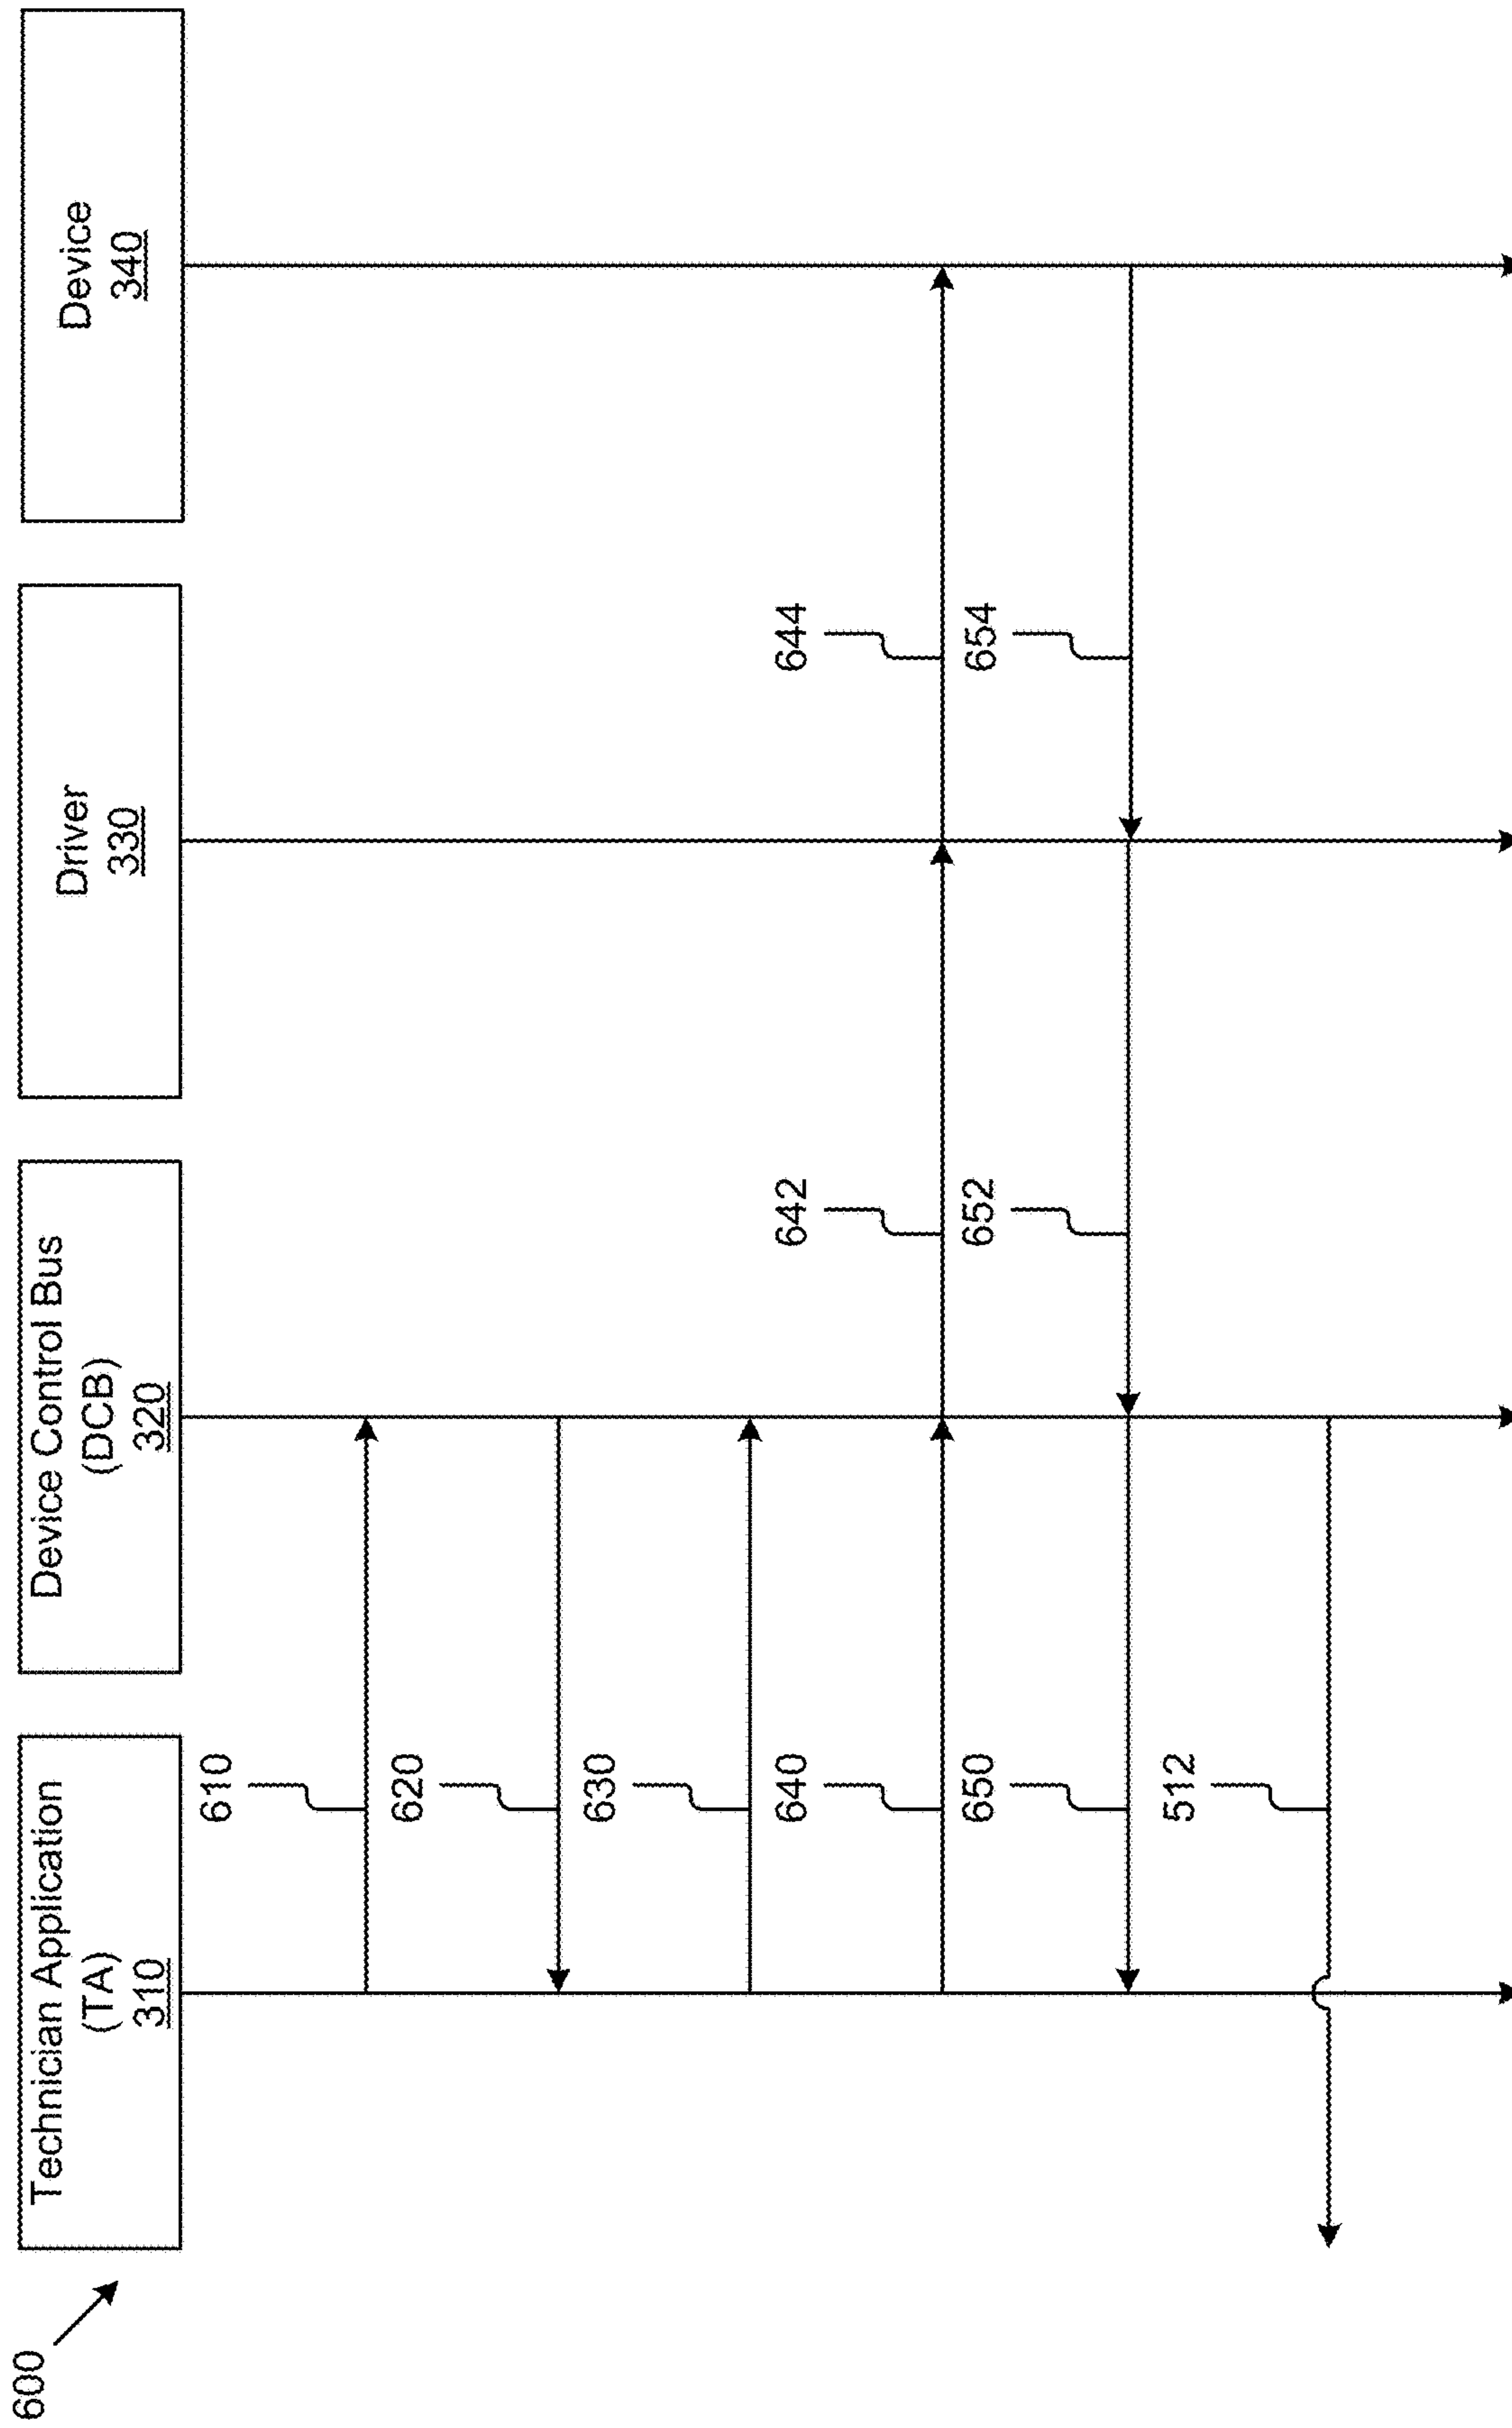 600
Technician Application
(TA)
310
Device Control Bus
(DCB)
320
Driver
330
Device
340
610
620
630
640
642
644
650
652
654
512